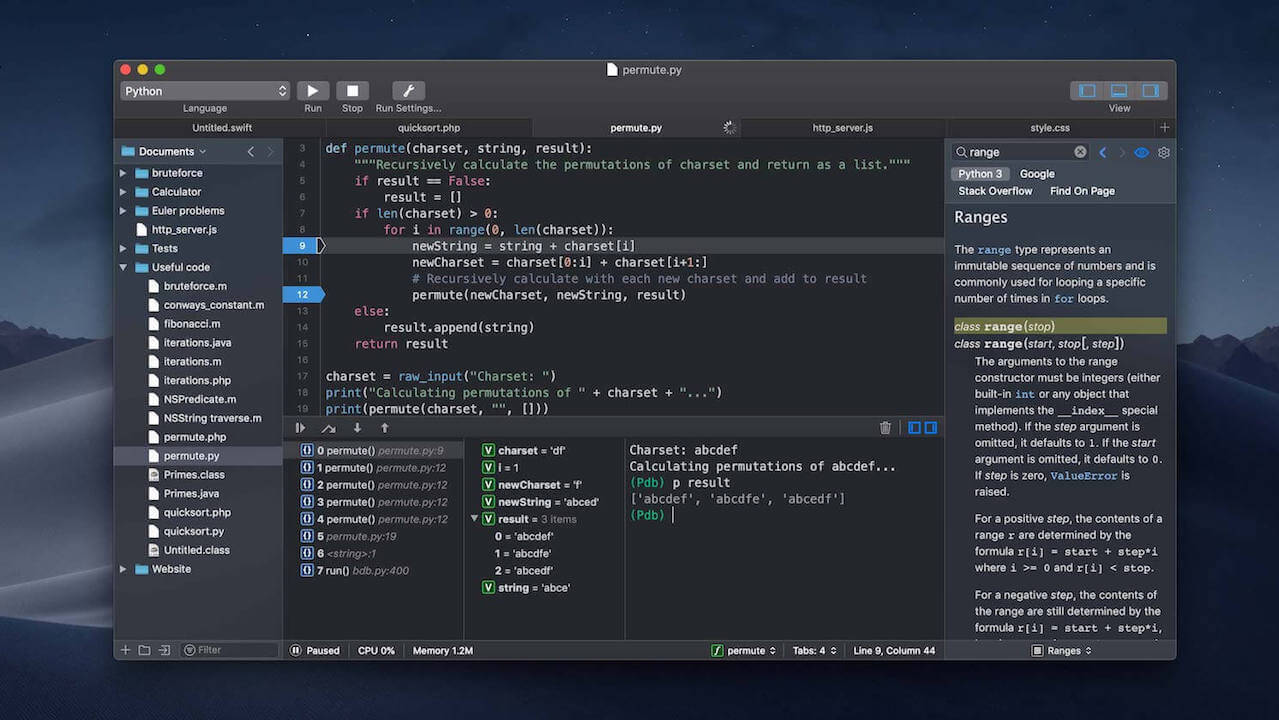 permute.py
Python
Language
Run
Stop
Run Settings...
View
Untitled.swift
quicksort.php
permute.py
http_server.js
style.css
Documents
bruteforce
Calculator
Euler problems
http_server.js
Tests
Useful code
bruteforce.m
conways_constant.m
fibonacci.m
iterations.java
iterations.m
iterations.php
NSPredicate.m
NSString traverse.m
permute.php
permute.py
Primes.class
Primes.java
quicksort.php
quicksort.py
Untitled.class
Website
Filter
3 def permute(charset, string, result):
4 """Recursively calculate the permutations of charset and return as a list."""
5 if result == False:
6 result = []
7 if len(charset) > 0:
8 for i in range(0, len(charset)):
9 newString = string + charset[i]
10 newCharset = charset[0:i] + charset[i+1:]
11 # Recursively calculate with each new charset and add to result
12 permute(newCharset, newString, result)
13 else:
14 result.append(string)
15 return result
16
17 charset = raw_input("Charset: ")
18 print("Calculating permutations of " + charset + "...")
19 print(permute(charset, "", []))
0 permute() permute.py:9
1 permute() permute.py:12
2 permute() permute.py:12
3 permute() permute.py:12
4 permute() permute.py:12
5 permute.py:19
6 <string>:1
7 run() bdb.py:400
V charset = 'df'
V i = 1
V newCharset = 'f'
V newString = 'abced'
V result = 3 items
0 = 'abcdef'
1 = 'abcdfe'
2 = 'abcedf'
V string = 'abce'
Charset: abcdef
Calculating permutations of abcdef...
(Pdb) p result
['abcdef', 'abcdfe', 'abcedf']
(Pdb)
Paused
CPU 0%
Memory 1.2M
f permute
Tabs: 4
Line 9, Column 44
range
Python 3
Google
Stack Overflow
Find On Page
Ranges
The range type represents an
immutable sequence of numbers and is
commonly used for looping a specific
number of times in for loops.
class range(stop)
class range(start, stop[, step])
The arguments to the range
constructor must be integers (either
built-in int or any object that
implements the __index__ special
method). If the step argument is
omitted, it defaults to 1. If the start
argument is omitted, it defaults to 0.
If step is zero, ValueError is
raised.
For a positive step, the contents of a
range r are determined by the
formula r[i] = start + step*i
where i >= 0 and r[i] < stop.
For a negative step, the contents of
the range are still determined by the
formula r[i] = start + step*i,
Ranges